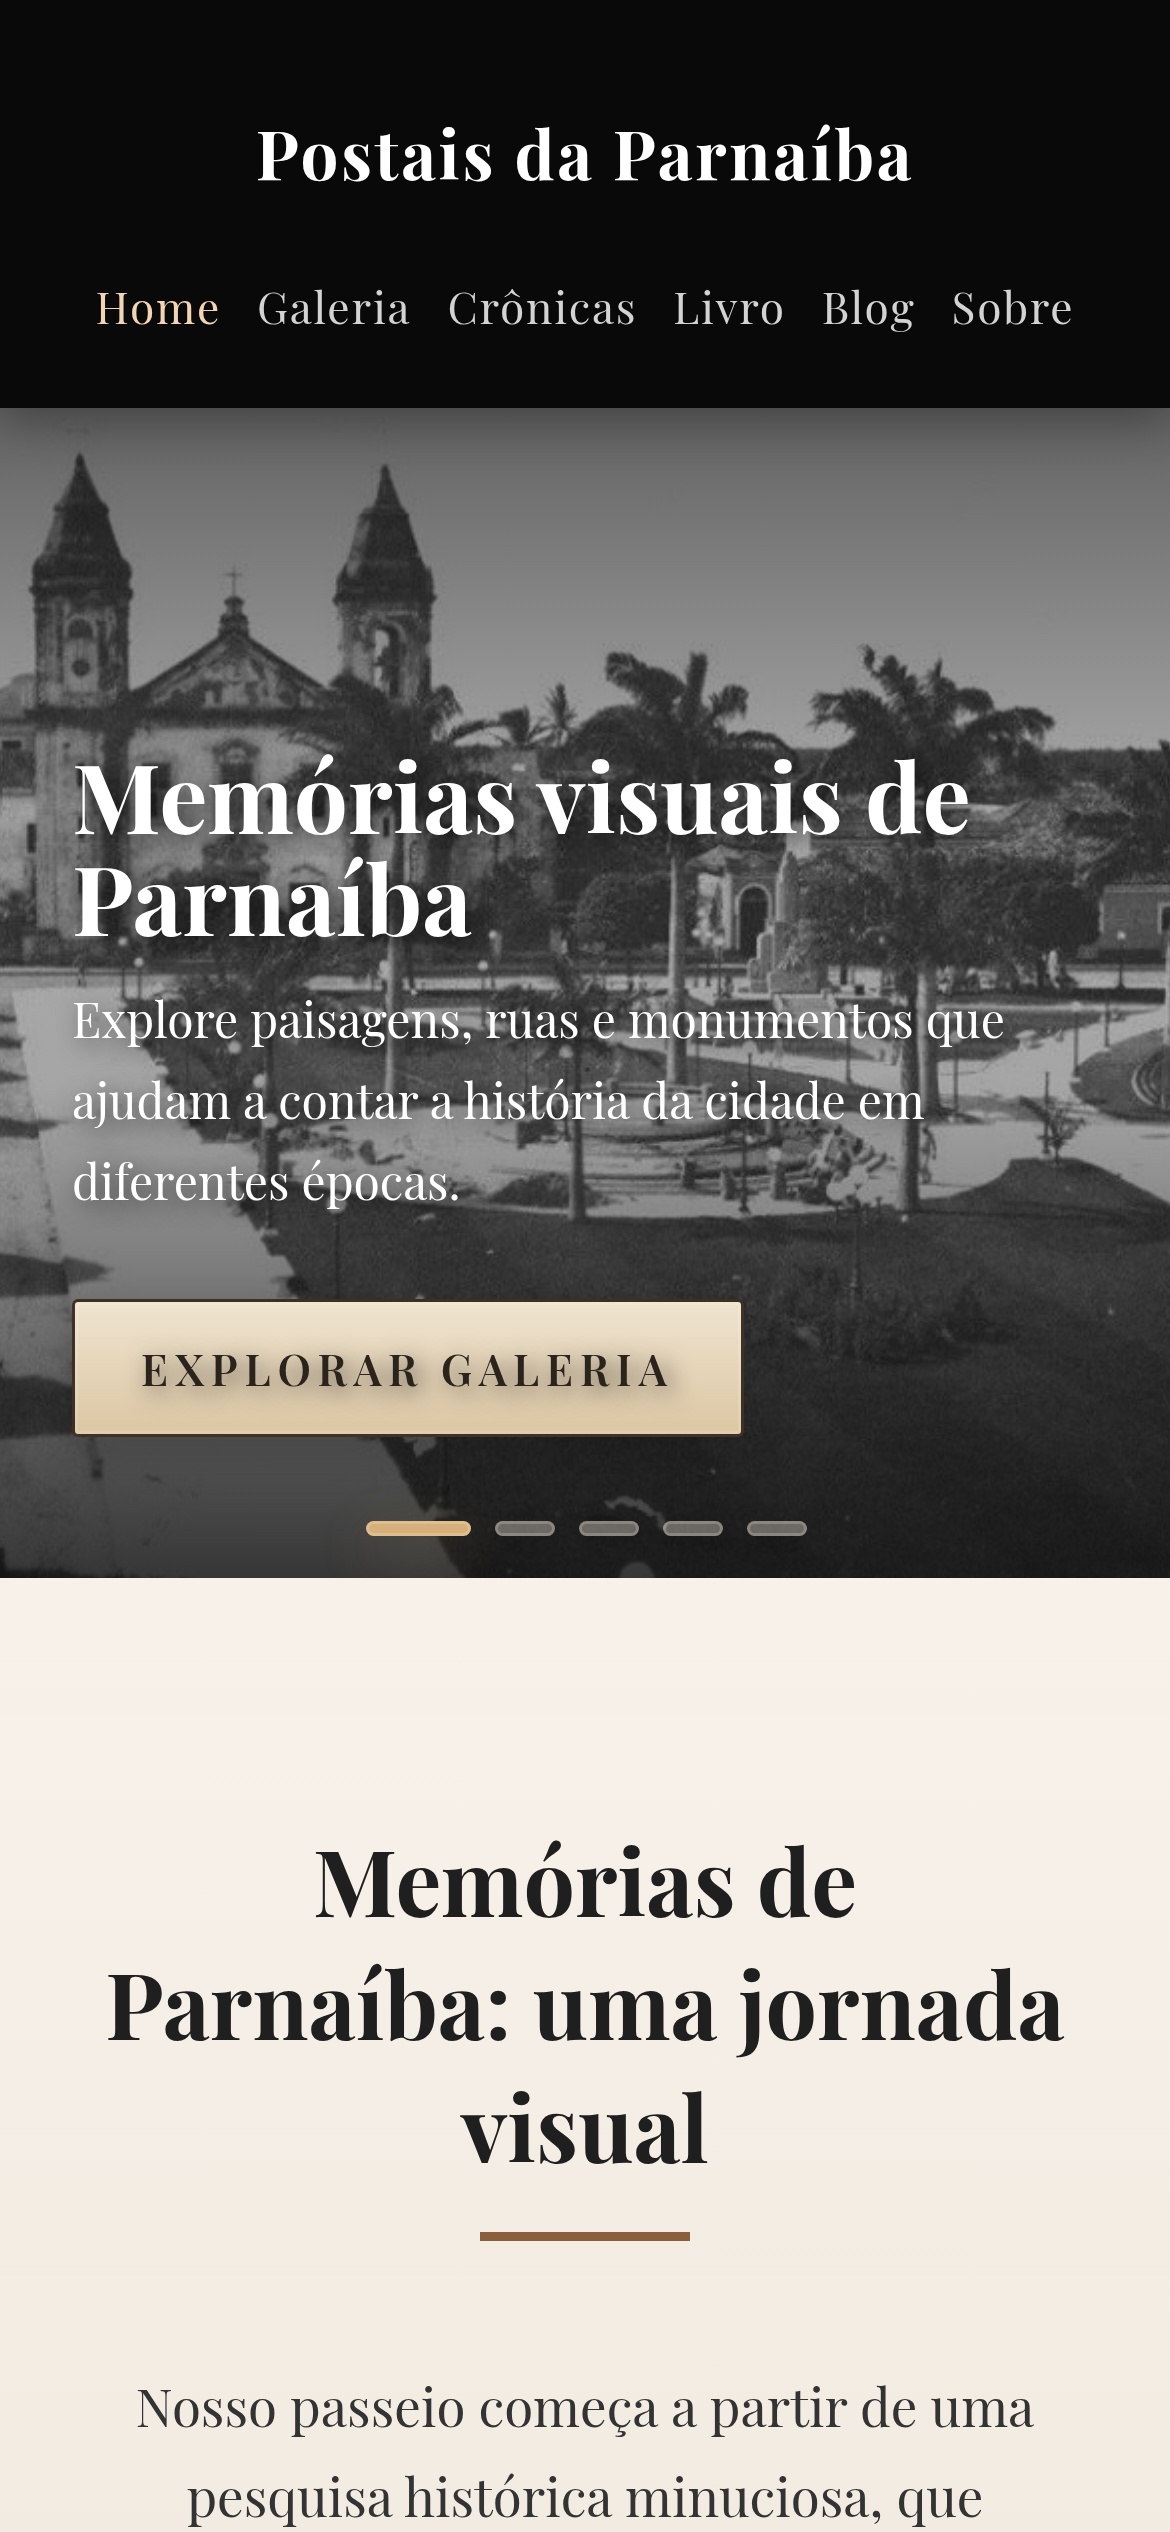 Postais da Parnaíba
Home Galeria Crônicas Livro Blog Sobre
Memórias visuais de
Parnaíba
Explore paisagens, ruas e monumentos que
ajudam a contar a história da cidade em
diferentes épocas.
EXPLORAR GALERIA
Memórias de
Parnaíba: uma jornada
visual
Nosso passeio começa a partir de uma
pesquisa histórica minuciosa, que